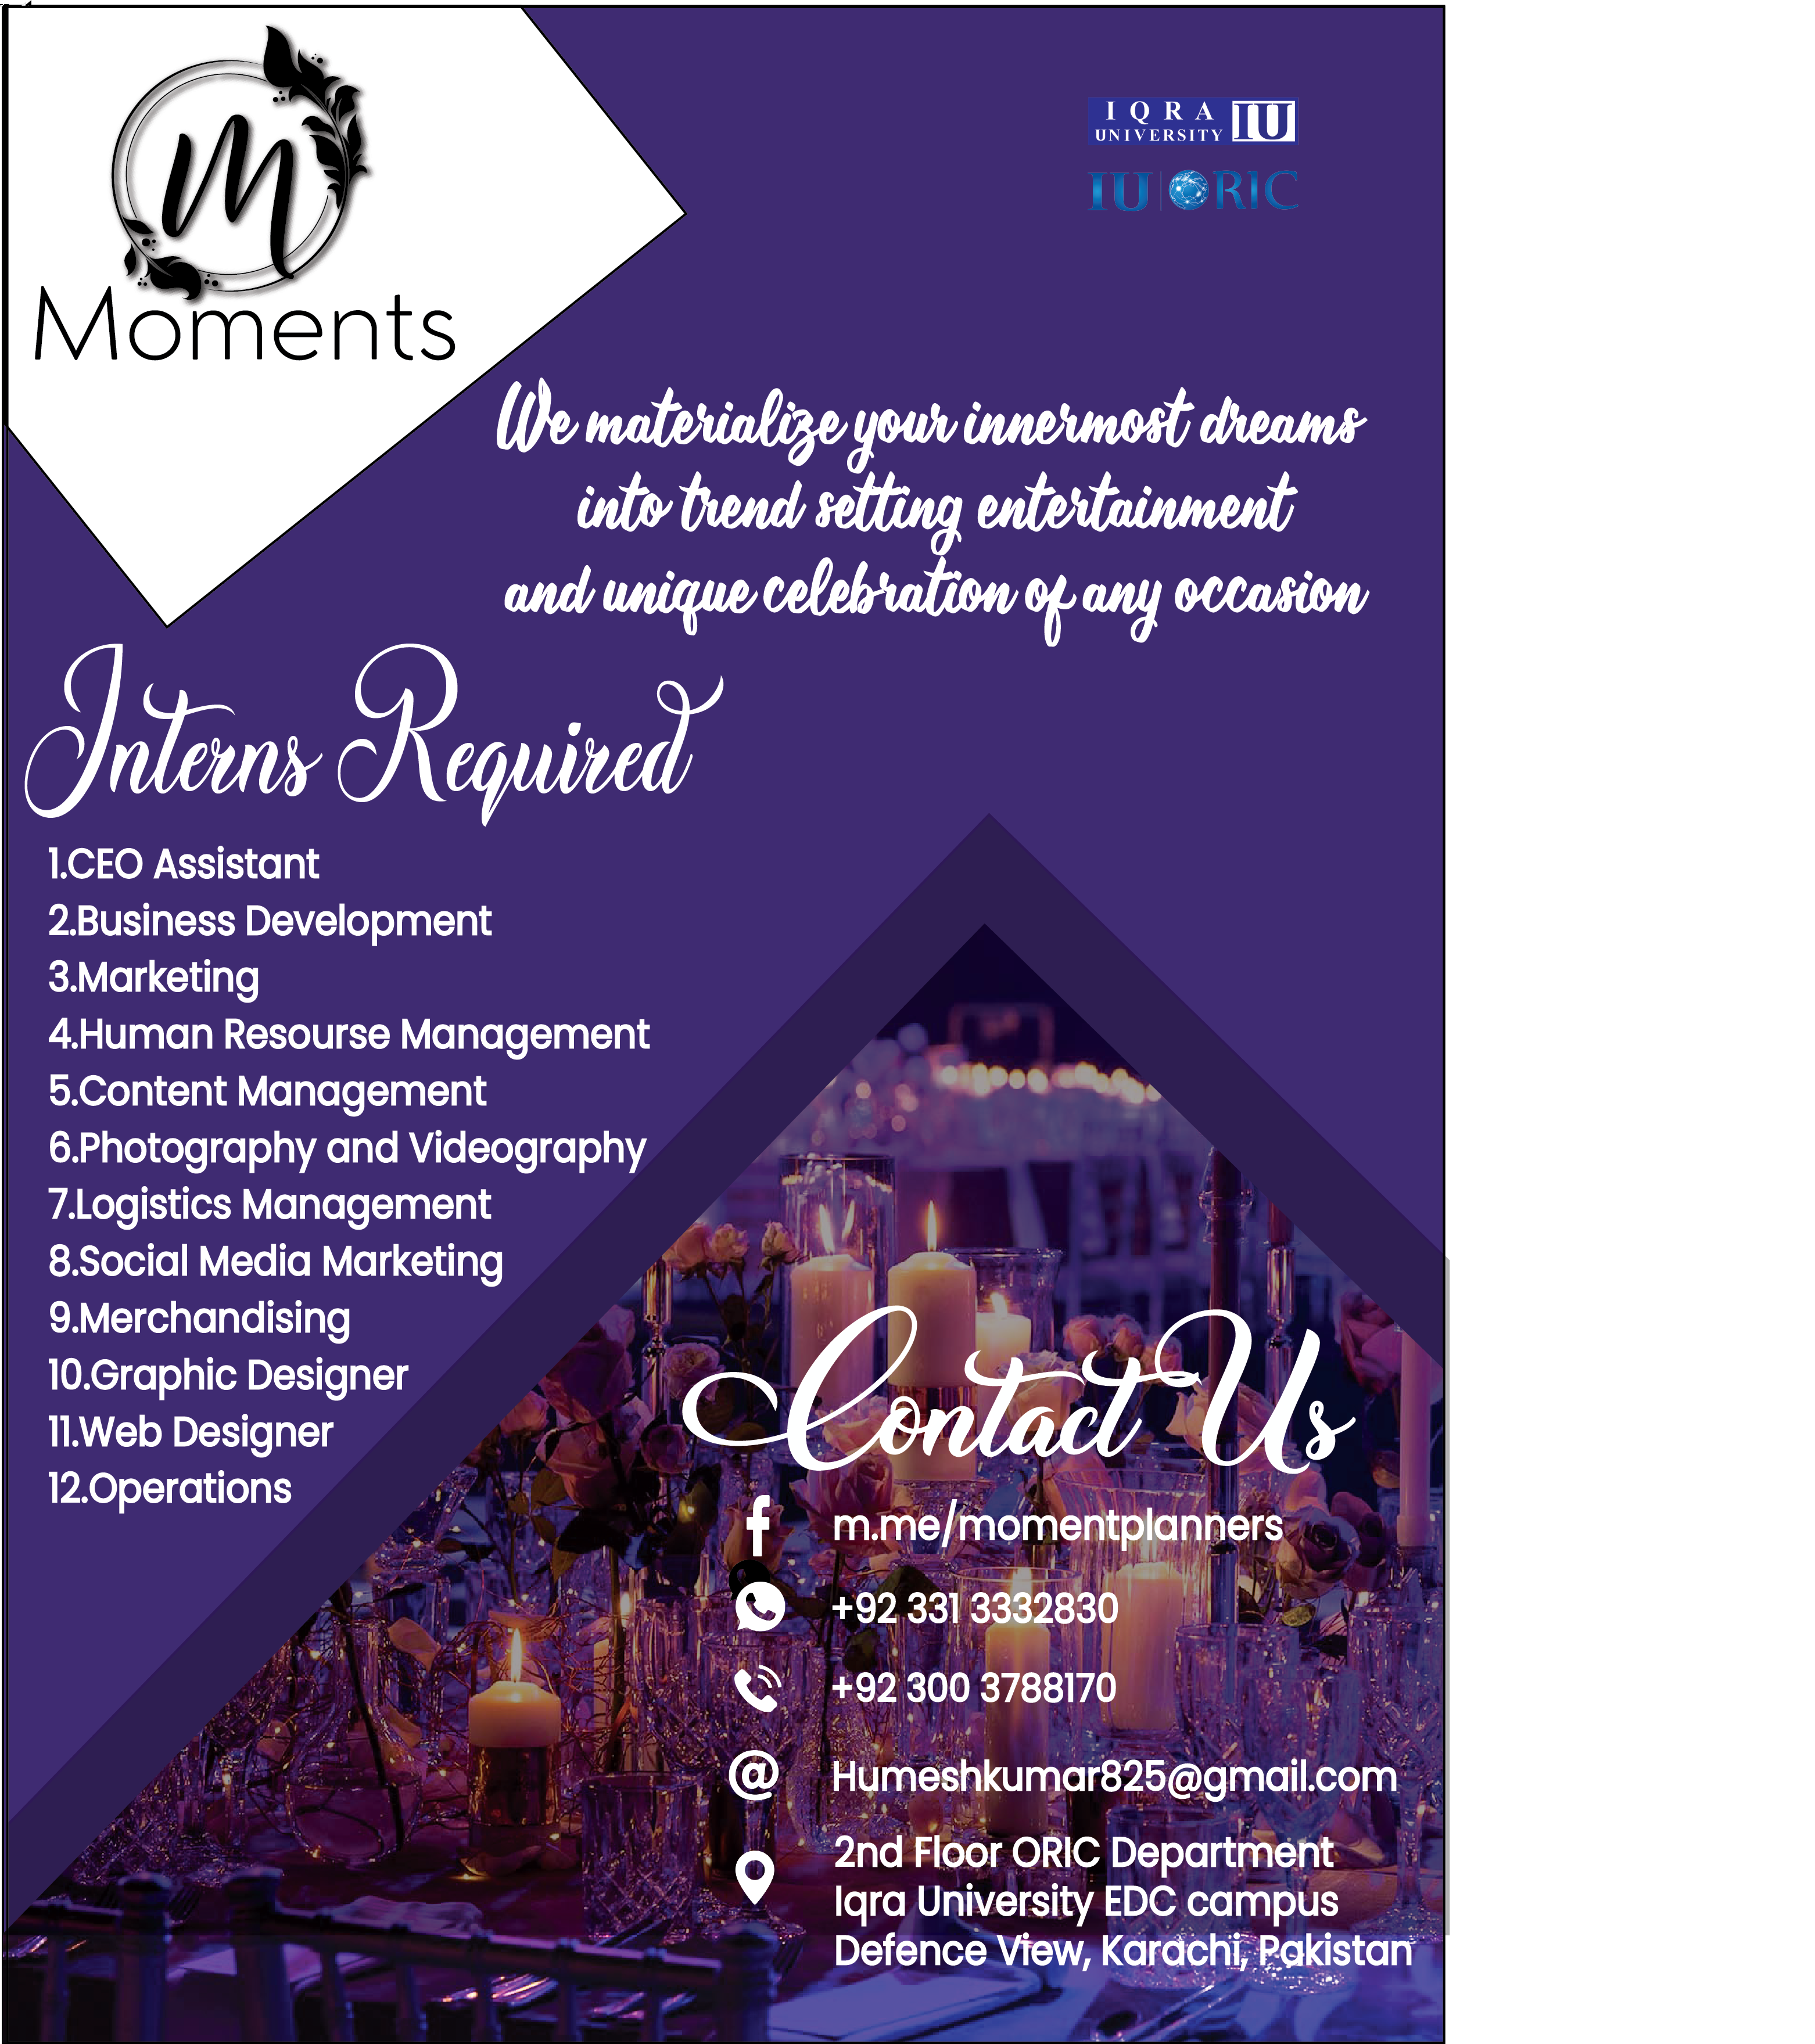 M
Moments
IQRA
UNIVERSITY IU
IU ORIC
We materialize your innermost dreams
into trend setting entertainment
and unique celebration of any occasion
Interns Required
1.CEO Assistant
2.Business Development
3.Marketing
4.Human Resourse Management
5.Content Management
6.Photography and Videography
7.Logistics Management
8.Social Media Marketing
9.Merchandising
10.Graphic Designer
11.Web Designer
12.Operations
Contact Us
m.me/momentplanners
+92 331 3332830
+92 300 3788170
@ Humeshkumar825@gmail.com
2nd Floor ORIC Department
Iqra University EDC campus
Defence View, Karachi, Pakistan